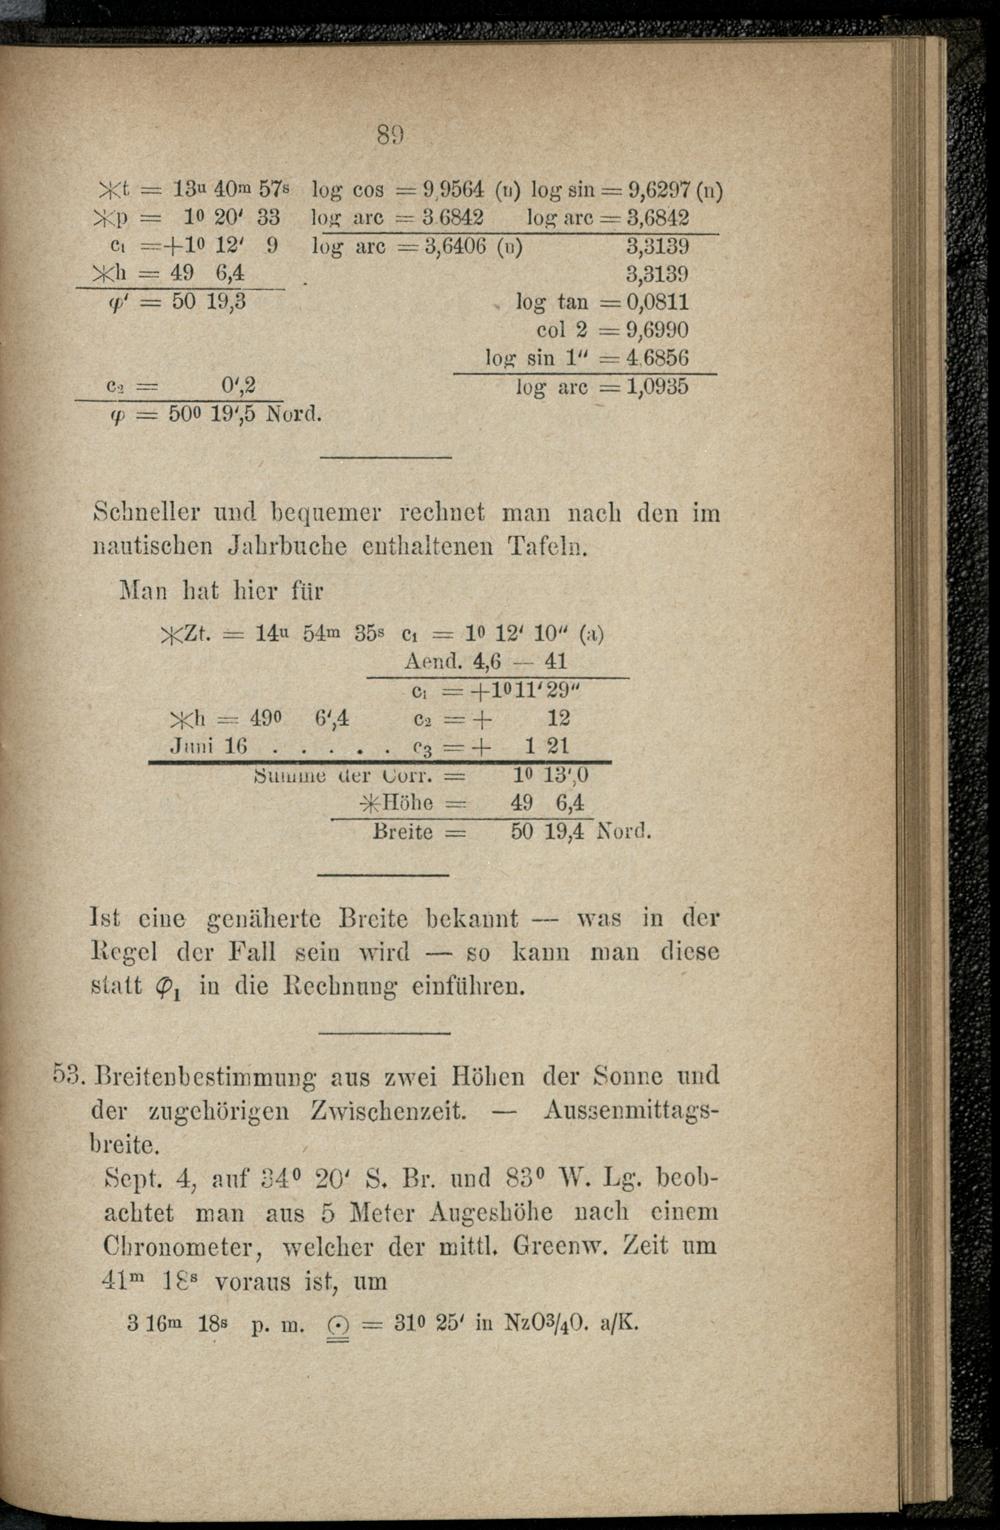 89
⁎t = 13u 40m 57s log cos = 9,9564 (n) log sin = 9,6297 (n)
⁎p = 1⁰ 20' 33 log arc = 3 6842 log arc = 3,6842
c₁ = +1⁰ 12' 9 log arc = 3,6406 (n) 3,3139
⁎h = 49 6,4 3,3139
φ' = 50 19,3 log tan = 0,0811
col 2 = 9,6990
log sin 1" = 4,6856
c₂ = 0',2 log arc = 1,0935
φ = 50⁰ 19',5 Nord.
Schneller und bequemer rechnet man nach den im
nautischen Jahrbuche enthaltenen Tafeln.
Man hat hier für
⁎Zt. = 14u 54m 35s c₁ = 1⁰ 12' 10" (a)
Aend. 4,6 — 41
c₁ = +1⁰11'29"
⁎h = 49⁰ 6',4 c₂ = + 12
Juni 16 . . . . . c₃ = + 1 21
Summe der Corr. = 1⁰ 13',0
⁎Höhe = 49 6,4
Breite = 50 19,4 Nord.
Ist eine genäherte Breite bekannt — was in der
Regel der Fall sein wird — so kann man diese
statt φ₁ in die Rechnung einführen.
53. Breitenbestimmung aus zwei Höhen der Sonne und
der zugehörigen Zwischenzeit. — Aussenmittags-
breite.
Sept. 4, auf 34⁰ 20' S. Br. und 83⁰ W. Lg. beob-
achtet man aus 5 Meter Augeshöhe nach einem
Chronometer, welcher der mittl. Greenw. Zeit um
41m 18s voraus ist, um
3 16m 18s p. m. ☉ = 31⁰ 25' in NzO3/4O. a/K.